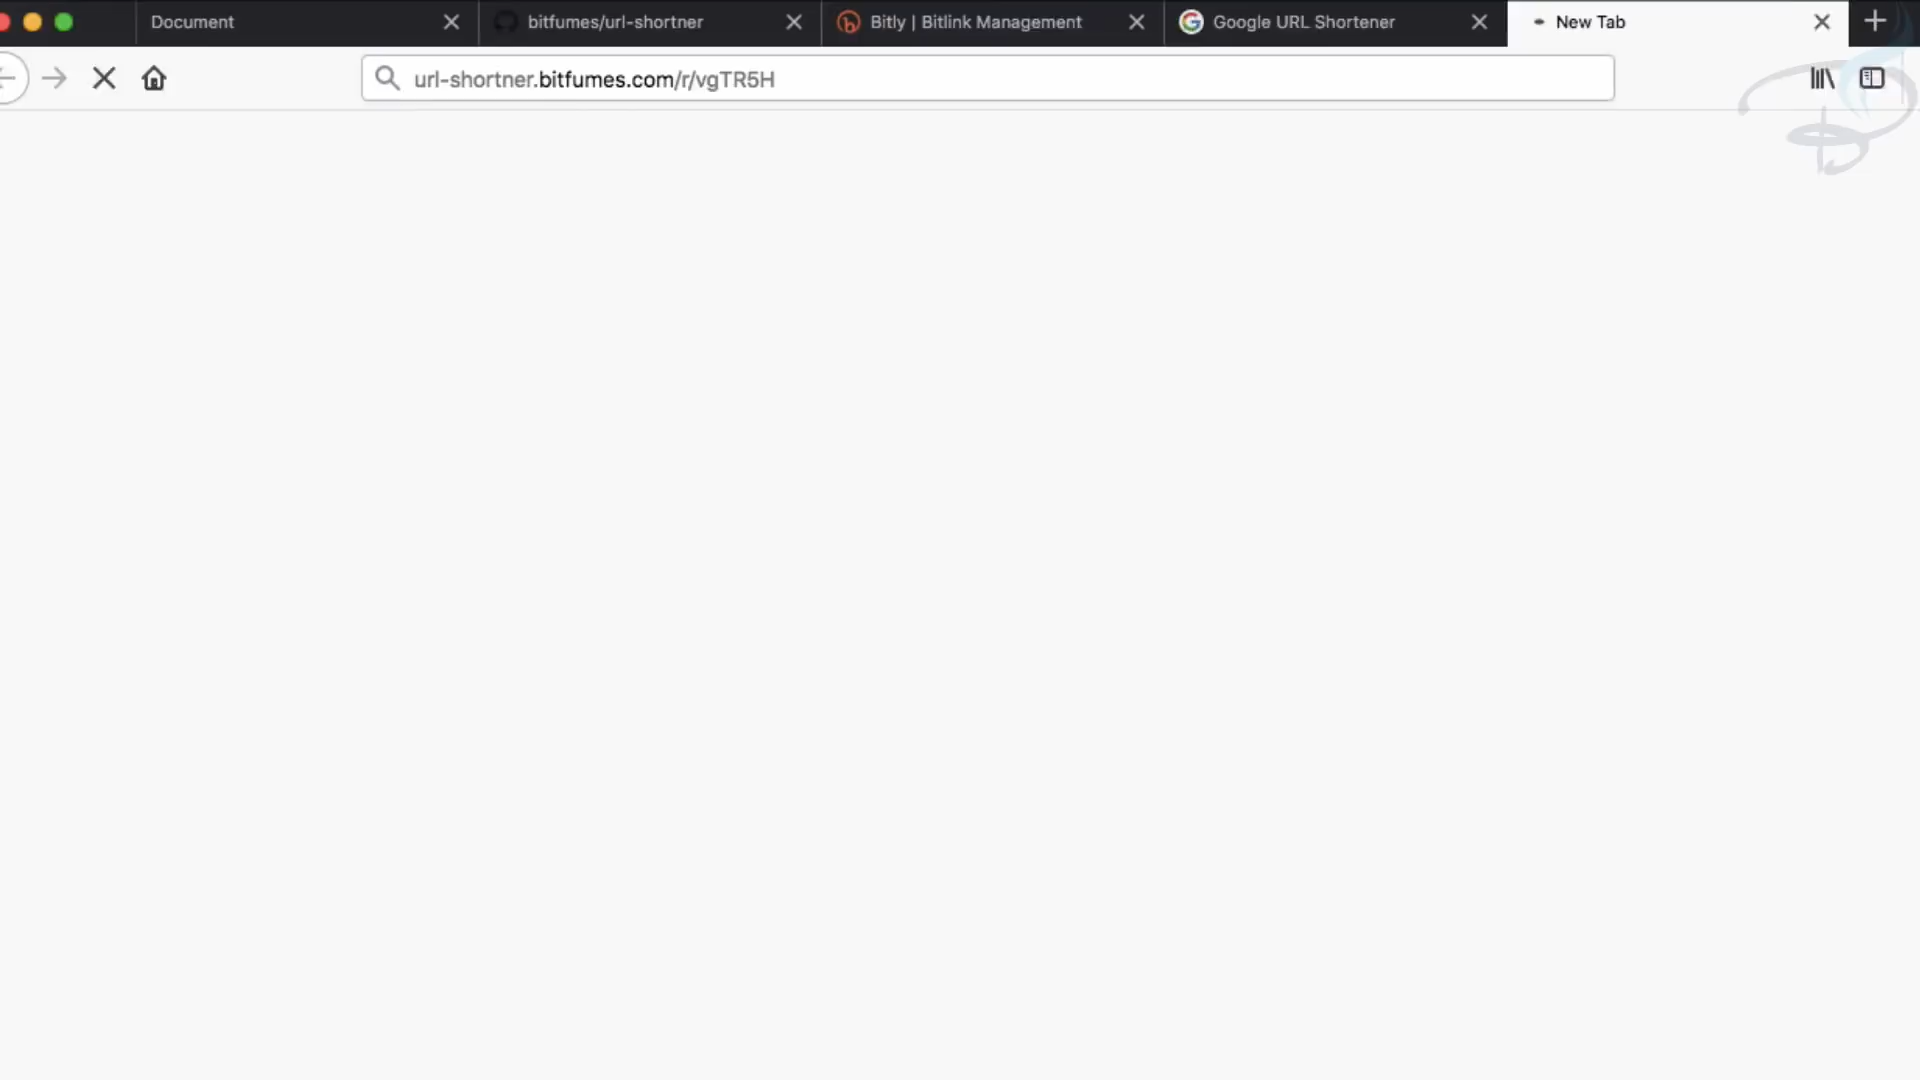 Document
bitfumes/url-shortner
Bitly | Bitlink Management
Google URL Shortener
New Tab
url-shortner.bitfumes.com/r/vgTR5H